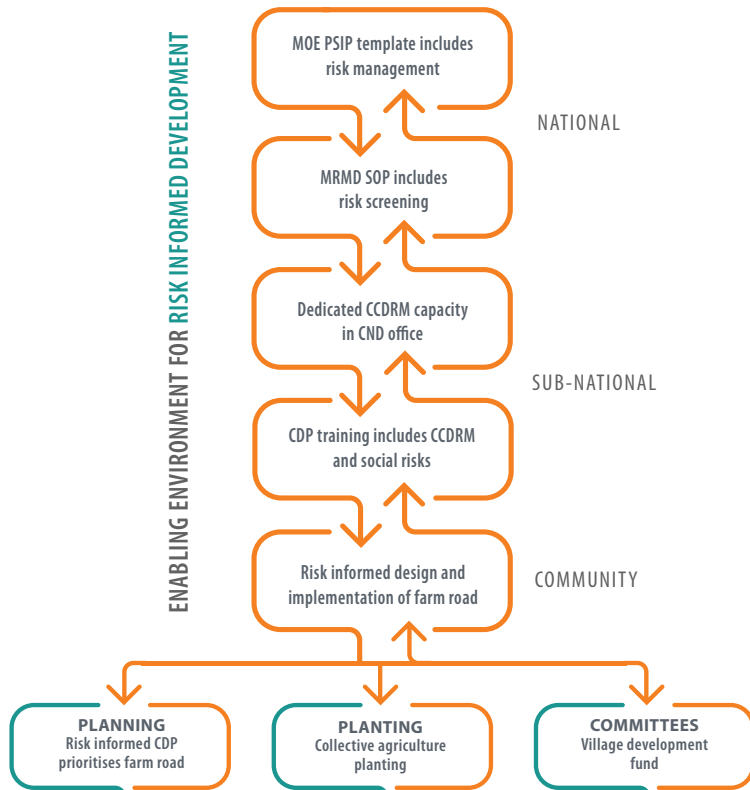 ENABLING ENVIRONMENT FOR RISK INFORMED DEVELOPMENT
MOE PSIP template includes
risk management
NATIONAL
MRMD SOP includes
risk screening
Dedicated CCDRM capacity
in CND office
SUB-NATIONAL
CDP training includes CCDRM
and social risks
Risk informed design and
implementation of farm road
COMMUNITY
PLANNING
Risk informed CDP
prioritises farm road
PLANTING
Collective agriculture
planting
COMMITTEES
Village development
fund